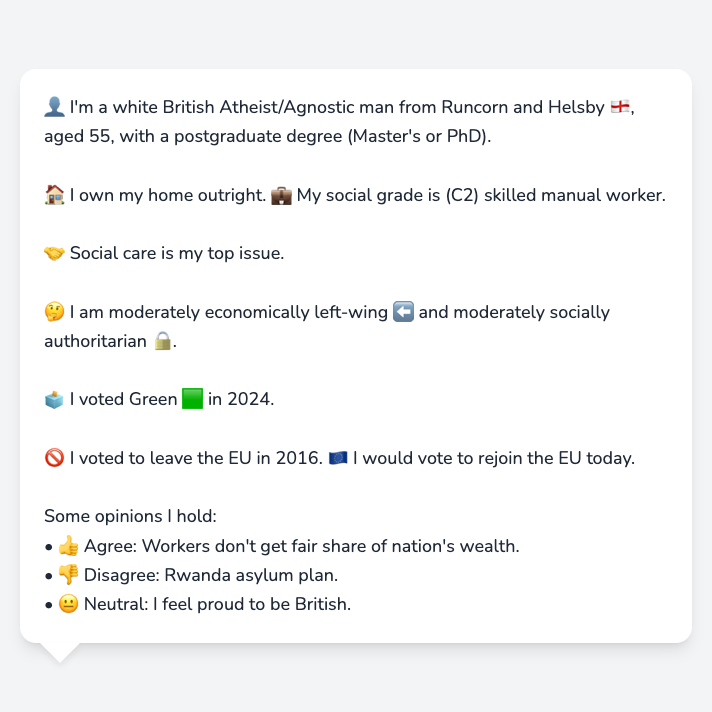 👤 I'm a white British Atheist/Agnostic man from Runcorn and Helsby 🏴󠁧󠁢󠁥󠁮󠁧󠁿,
aged 55, with a postgraduate degree (Master's or PhD).
🏠 I own my home outright. 💼 My social grade is (C2) skilled manual worker.
🤝 Social care is my top issue.
🤔 I am moderately economically left-wing ⬅️ and moderately socially
authoritarian 🔒.
🗳️ I voted Green 🟩 in 2024.
🚫 I voted to leave the EU in 2016. 🇪🇺 I would vote to rejoin the EU today.
Some opinions I hold:
• 👍 Agree: Workers don't get fair share of nation's wealth.
• 👎 Disagree: Rwanda asylum plan.
• 😐 Neutral: I feel proud to be British.